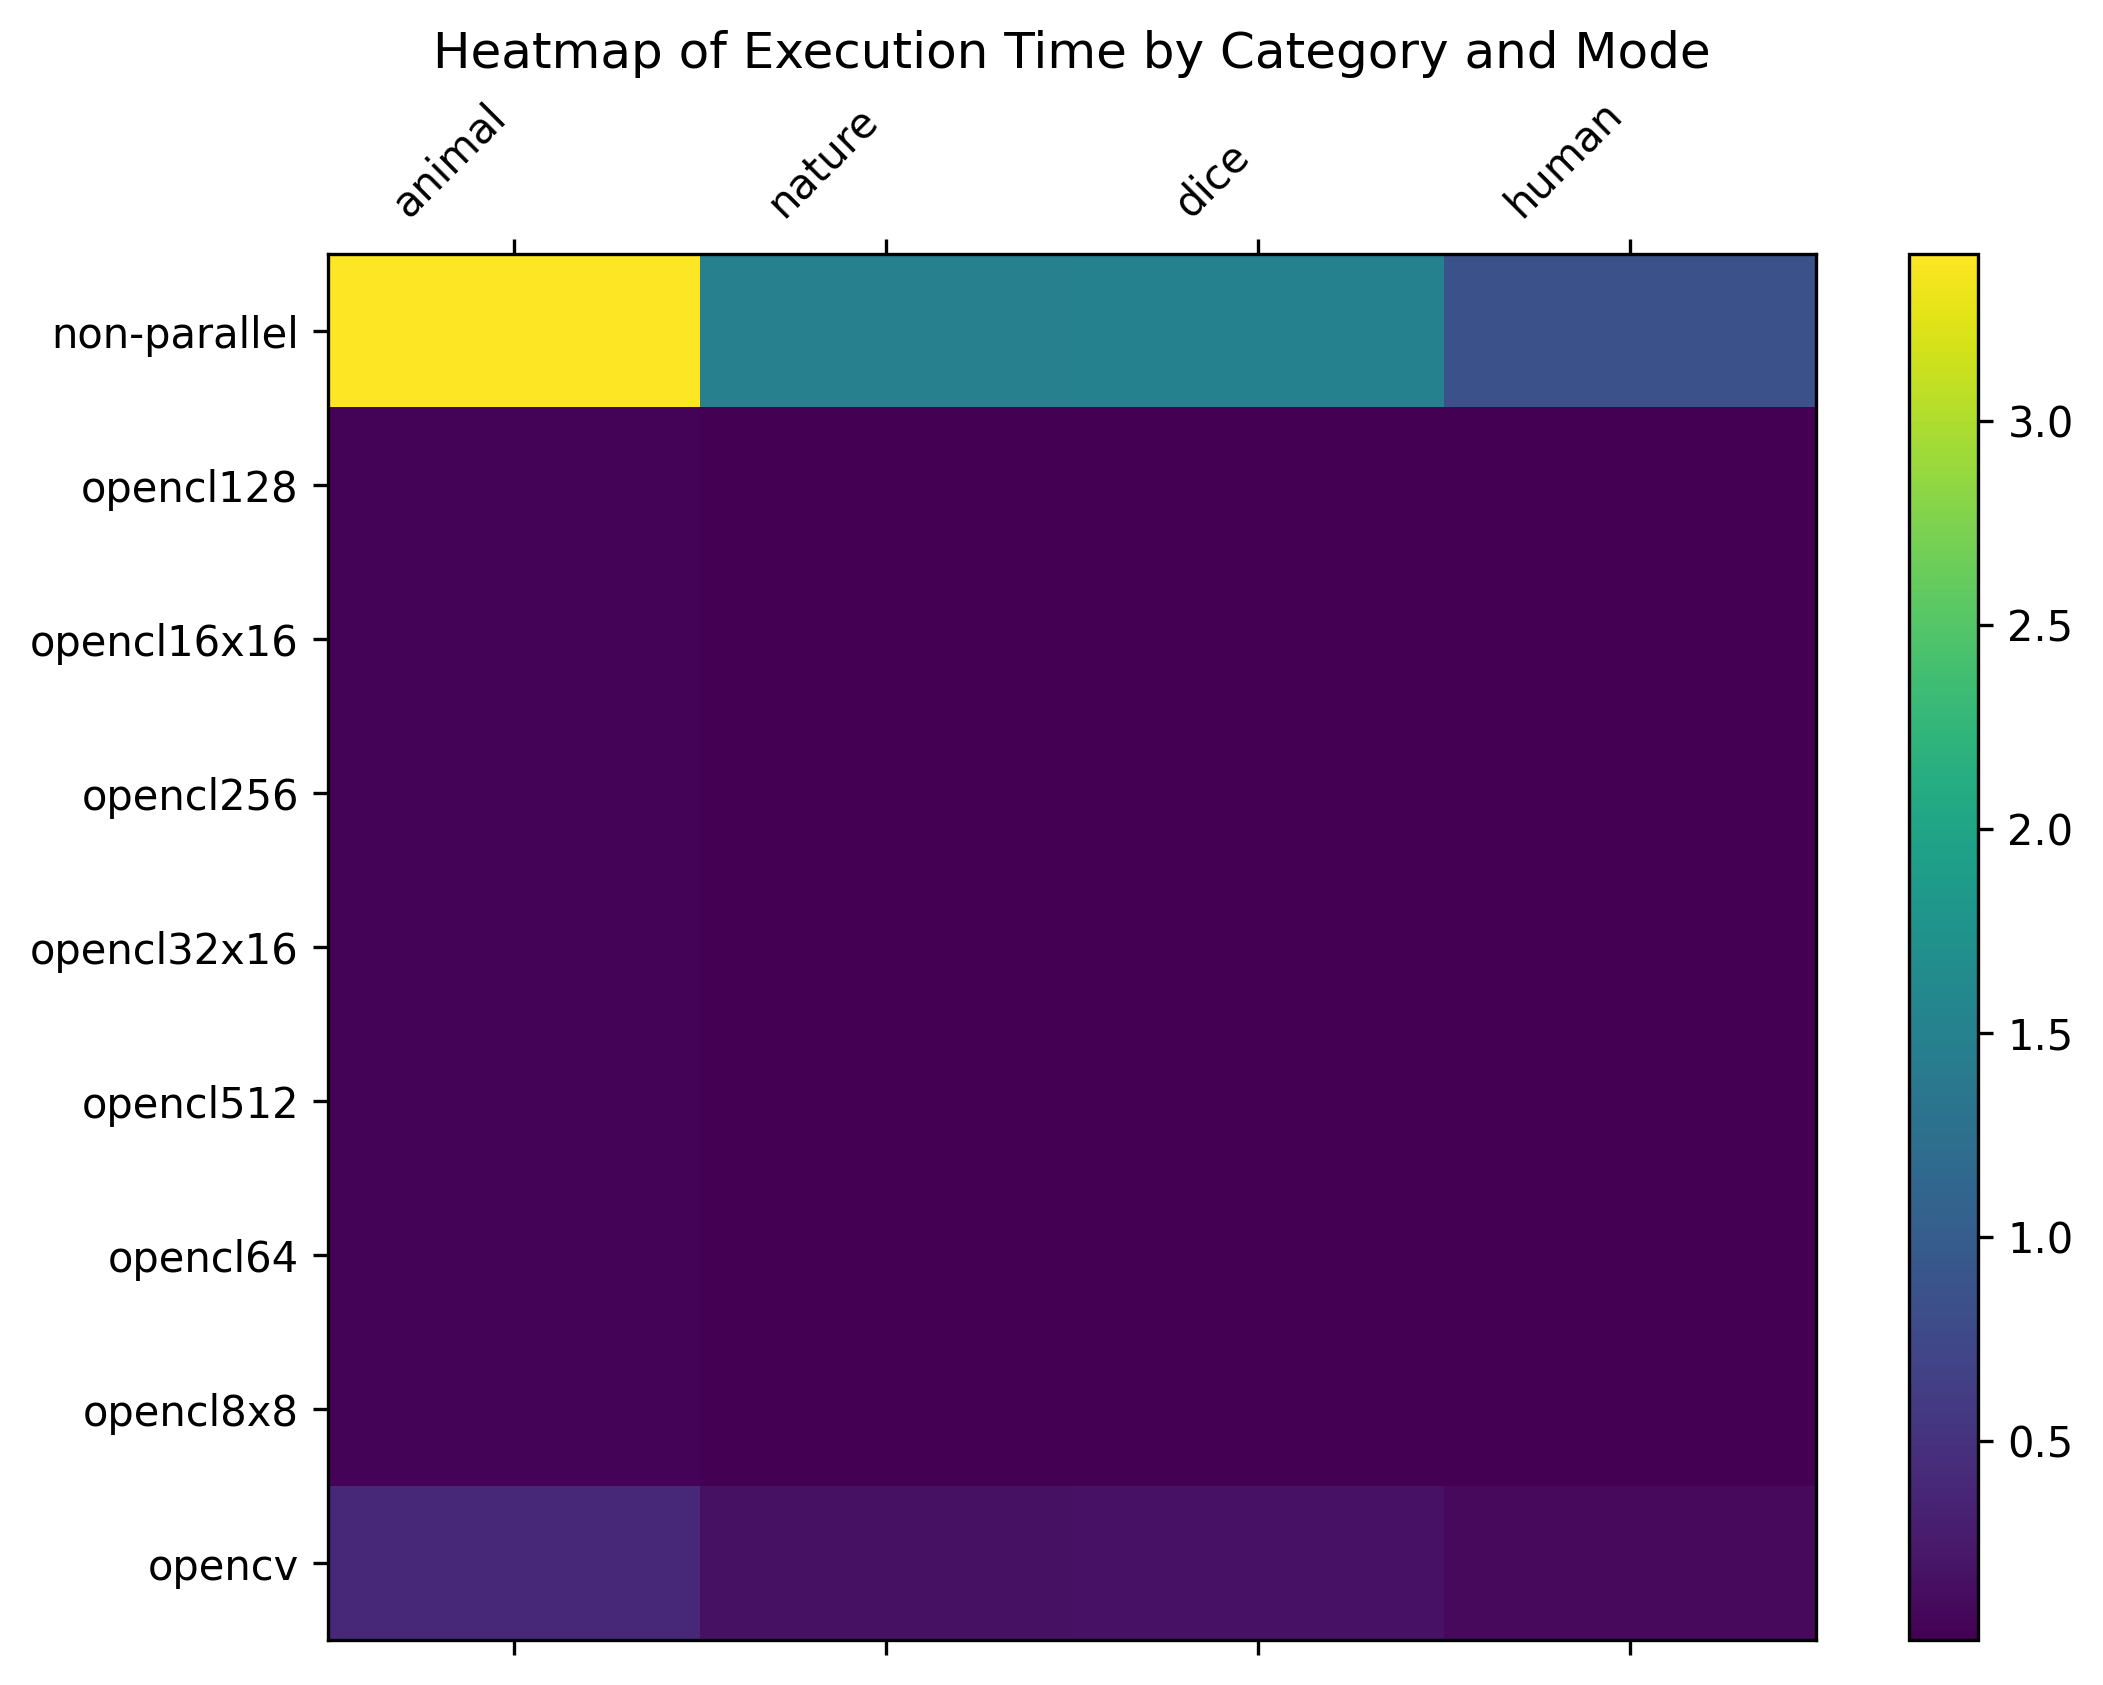 Heatmap of Execution Time by Category and Mode
animal
nature
dice
human
non-parallel
opencl128
opencl16x16
opencl256
opencl32x16
opencl512
opencl64
opencl8x8
opencv
3.0
2.5
2.0
1.5
1.0
0.5